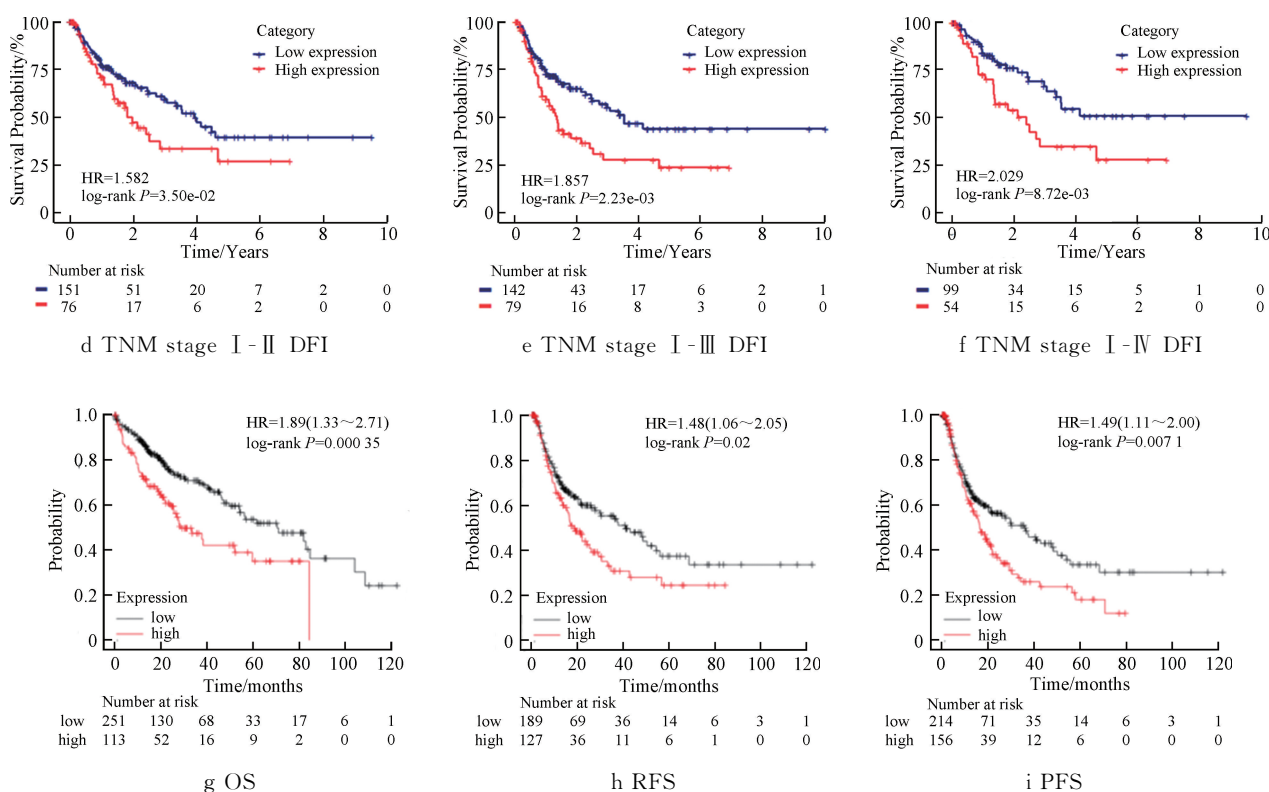 100
75
50
25
0
Survival Probability/%
Category
Low expression
High expression
HR=1.582
log-rank P=3.50e-02
0 2 4 6 8 10
Time/Years
Number at risk
151 51 20 7 2 0
76 17 6 2 0 0
d TNM stage Ⅰ-Ⅱ DFI
100
75
50
25
0
Survival Probability/%
Category
Low expression
High expression
HR=1.857
log-rank P=2.23e-03
0 2 4 6 8 10
Time/Years
Number at risk
142 43 17 6 2 1
79 16 8 3 0 0
e TNM stage Ⅰ-Ⅲ DFI
100
75
50
25
0
Survival Probability/%
Category
Low expression
High expression
HR=2.029
log-rank P=8.72e-03
0 2 4 6 8 10
Time/Years
Number at risk
99 34 15 5 1 0
54 15 6 2 0 0
f TNM stage Ⅰ-Ⅳ DFI
1.0
0.8
0.6
0.4
0.2
0
Probability
HR=1.89(1.33～2.71)
log-rank P=0.000 35
Expression
low
high
0 20 40 60 80 100 120
Time/months
Number at risk
low 251 130 68 33 17 6 1
high 113 52 16 9 2 0 0
g OS
1.0
0.8
0.6
0.4
0.2
0
Probability
HR=1.48(1.06～2.05)
log-rank P=0.02
Expression
low
high
0 20 40 60 80 100 120
Time/months
Number at risk
low 189 69 36 14 6 3 1
high 127 36 11 6 1 0 0
h RFS
1.0
0.8
0.6
0.4
0.2
0
Probability
HR=1.49(1.11～2.00)
log-rank P=0.007 1
Expression
low
high
0 20 40 60 80 100 120
Time/months
Number at risk
low 214 71 35 14 6 3 1
high 156 39 12 6 0 0 0
i PFS